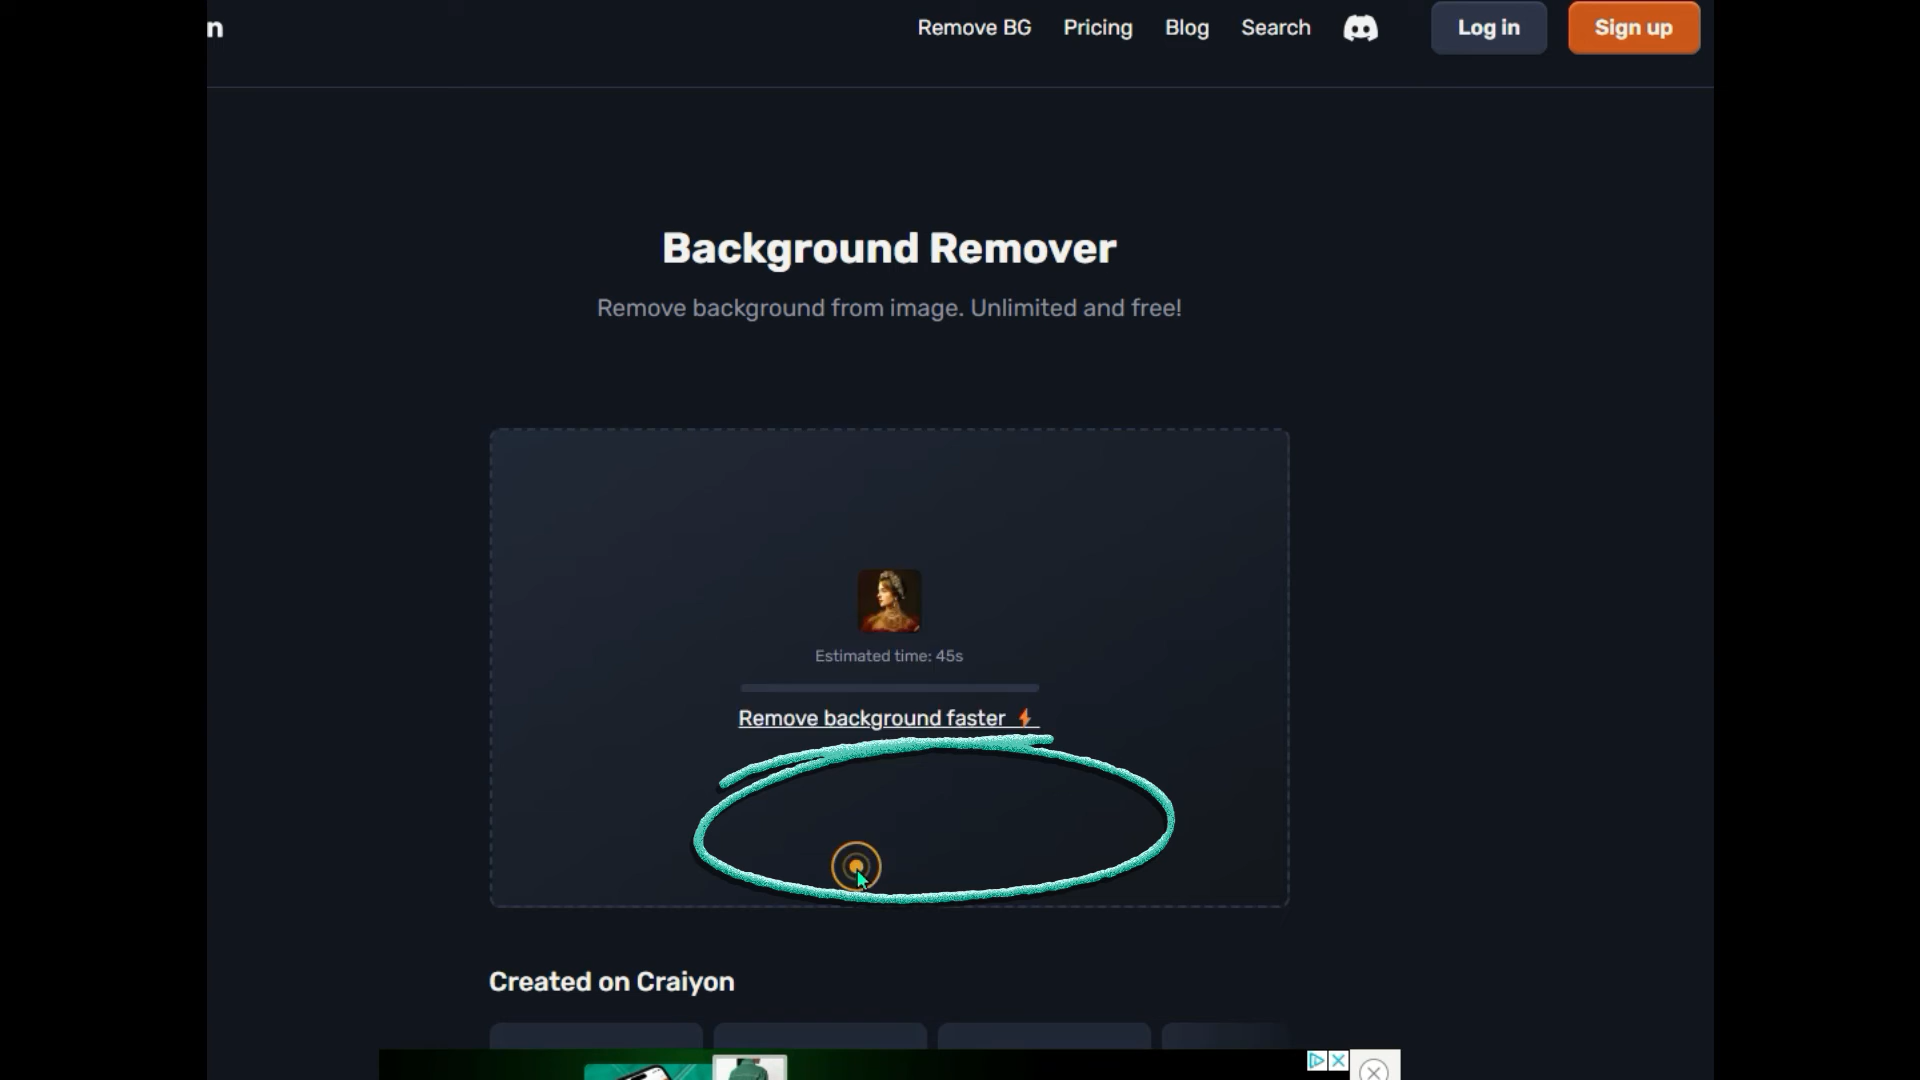 n
Remove BG
Pricing
Blog
Search
Log in
Sign up
Background Remover
Remove background from image. Unlimited and free!
Estimated time: 45s
Remove background faster
Created on Craiyon